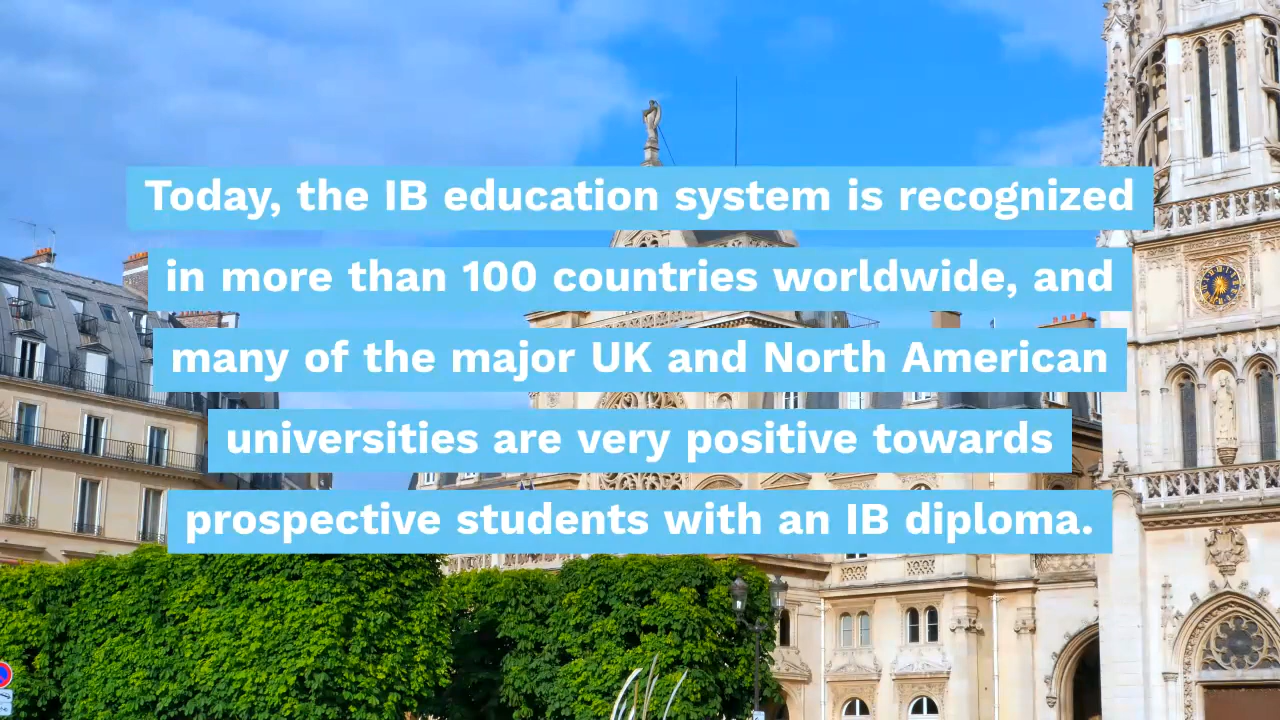 Today, the IB education system is recognized
in more than 100 countries worldwide, and
many of the major UK and North American
universities are very positive towards
prospective students with an IB diploma.